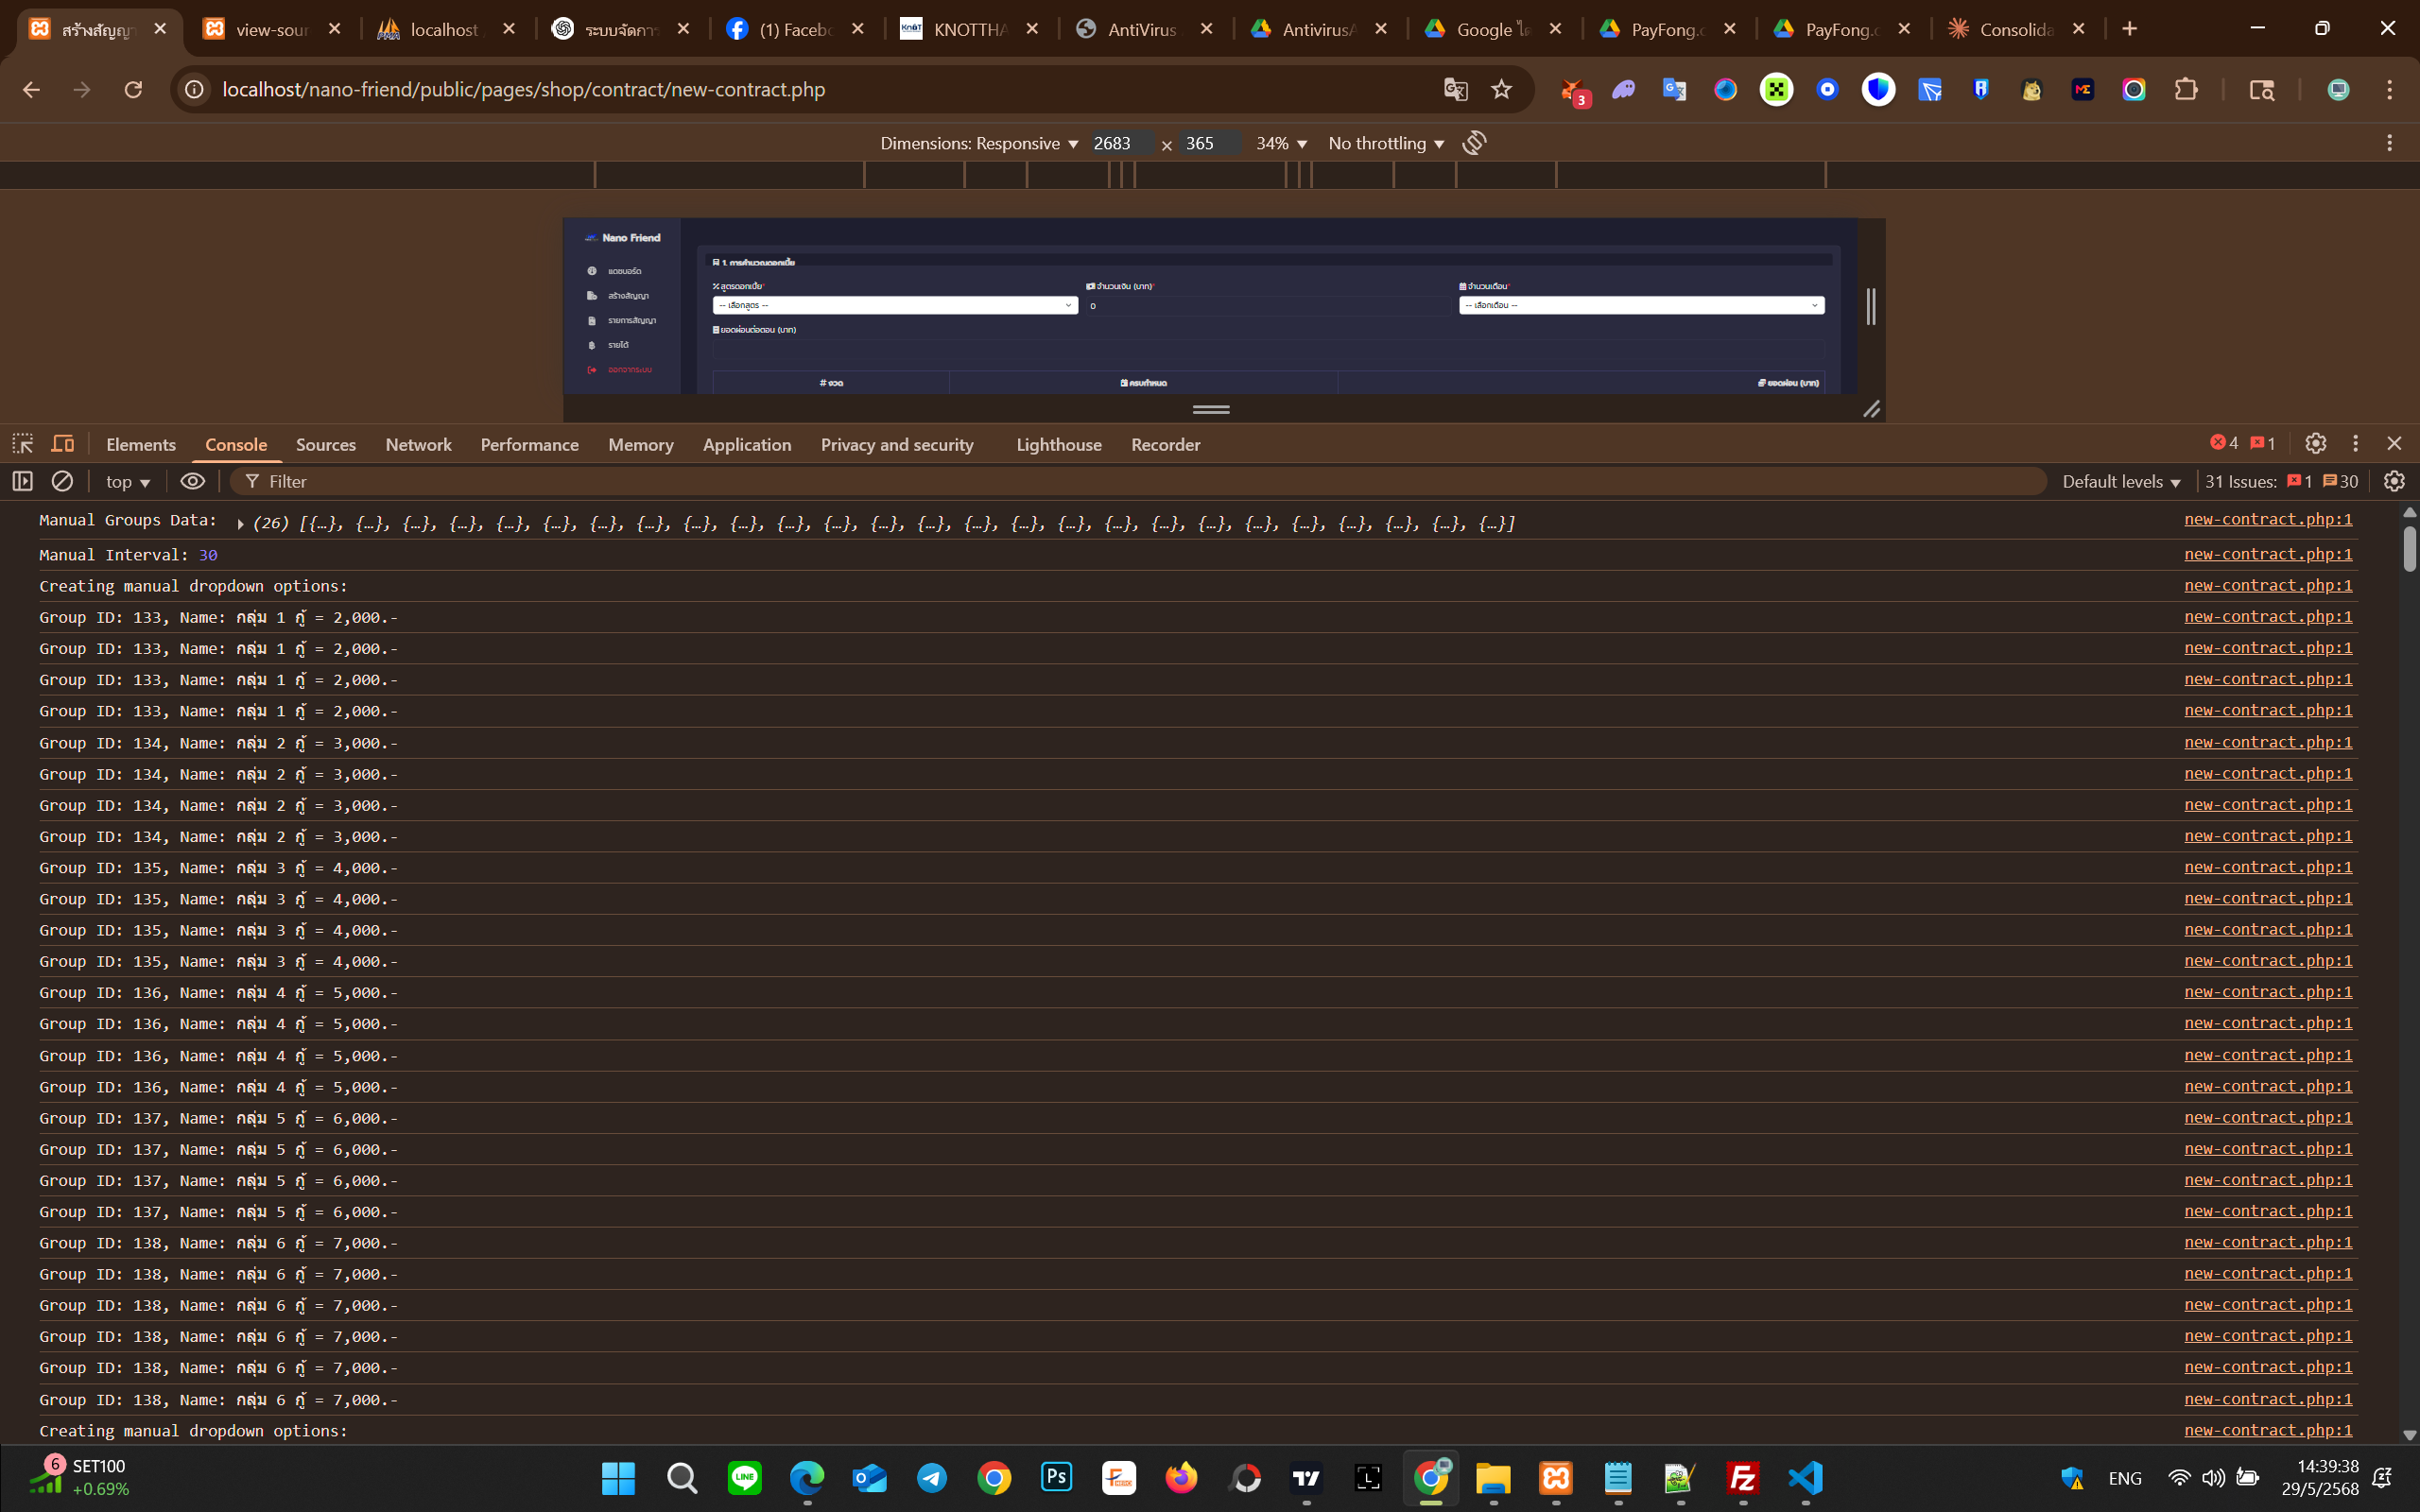 สร้างสัญญา
view-sour
localhost
ระบบจัดการ
(1) Facebo
KNOTTHA
AntiVirus
AntivirusA
Google ได
PayFong.c
PayFong.c
Consolida
localhost/nano-friend/public/pages/shop/contract/new-contract.php
3
Dimensions: Responsive 2683 × 365 34% No throttling
Nano Friend
แดชบอร์ด
สร้างสัญญา
รายการสัญญา
รายได้
ออกจากระบบ
1. การคำนวณดอกเบี้ย
สูตรดอกเบี้ย*
จำนวนเงิน (บาท)*
จำนวนเดือน*
-- เลือกสูตร --
0
-- เลือกเดือน --
ยอดผ่อนต่องวด (บาท)
# งวด
ครบกำหนด
ยอดผ่อน (บาท)
Elements Console Sources Network Performance Memory Application Privacy and security Lighthouse Recorder 4 1
top Filter Default levels 31 Issues: 1 30
Manual Groups Data: (26) [{…}, {…}, {…}, {…}, {…}, {…}, {…}, {…}, {…}, {…}, {…}, {…}, {…}, {…}, {…}, {…}, {…}, {…}, {…}, {…}, {…}, {…}, {…}, {…}, {…}, {…}] new-contract.php:1
Manual Interval: 30 new-contract.php:1
Creating manual dropdown options: new-contract.php:1
Group ID: 133, Name: กลุ่ม 1 กู้ = 2,000.- new-contract.php:1
Group ID: 133, Name: กลุ่ม 1 กู้ = 2,000.- new-contract.php:1
Group ID: 133, Name: กลุ่ม 1 กู้ = 2,000.- new-contract.php:1
Group ID: 133, Name: กลุ่ม 1 กู้ = 2,000.- new-contract.php:1
Group ID: 134, Name: กลุ่ม 2 กู้ = 3,000.- new-contract.php:1
Group ID: 134, Name: กลุ่ม 2 กู้ = 3,000.- new-contract.php:1
Group ID: 134, Name: กลุ่ม 2 กู้ = 3,000.- new-contract.php:1
Group ID: 134, Name: กลุ่ม 2 กู้ = 3,000.- new-contract.php:1
Group ID: 135, Name: กลุ่ม 3 กู้ = 4,000.- new-contract.php:1
Group ID: 135, Name: กลุ่ม 3 กู้ = 4,000.- new-contract.php:1
Group ID: 135, Name: กลุ่ม 3 กู้ = 4,000.- new-contract.php:1
Group ID: 135, Name: กลุ่ม 3 กู้ = 4,000.- new-contract.php:1
Group ID: 136, Name: กลุ่ม 4 กู้ = 5,000.- new-contract.php:1
Group ID: 136, Name: กลุ่ม 4 กู้ = 5,000.- new-contract.php:1
Group ID: 136, Name: กลุ่ม 4 กู้ = 5,000.- new-contract.php:1
Group ID: 136, Name: กลุ่ม 4 กู้ = 5,000.- new-contract.php:1
Group ID: 137, Name: กลุ่ม 5 กู้ = 6,000.- new-contract.php:1
Group ID: 137, Name: กลุ่ม 5 กู้ = 6,000.- new-contract.php:1
Group ID: 137, Name: กลุ่ม 5 กู้ = 6,000.- new-contract.php:1
Group ID: 137, Name: กลุ่ม 5 กู้ = 6,000.- new-contract.php:1
Group ID: 138, Name: กลุ่ม 6 กู้ = 7,000.- new-contract.php:1
Group ID: 138, Name: กลุ่ม 6 กู้ = 7,000.- new-contract.php:1
Group ID: 138, Name: กลุ่ม 6 กู้ = 7,000.- new-contract.php:1
Group ID: 138, Name: กลุ่ม 6 กู้ = 7,000.- new-contract.php:1
Group ID: 138, Name: กลุ่ม 6 กู้ = 7,000.- new-contract.php:1
Group ID: 138, Name: กลุ่ม 6 กู้ = 7,000.- new-contract.php:1
Creating manual dropdown options: new-contract.php:1
6
SET100
+0.69%
ENG
14:39:38
29/5/2568